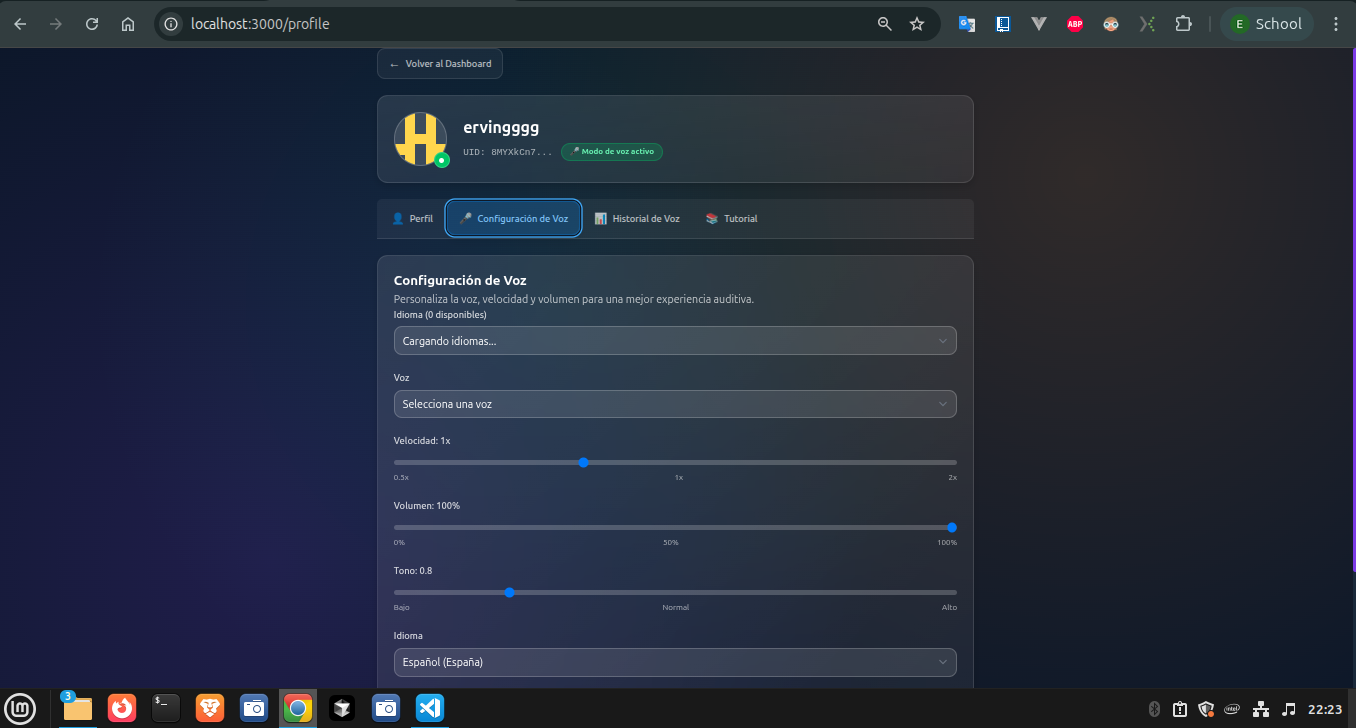 localhost:3000/profile
ABP
E School
← Volver al Dashboard
ervingggg
UID: 8MYXkCn7...
Modo de voz activo
Perfil
Configuración de Voz
Historial de Voz
Tutorial
Configuración de Voz
Personaliza la voz, velocidad y volumen para una mejor experiencia auditiva.
Idioma (0 disponibles)
Cargando idiomas...
Voz
Selecciona una voz
Velocidad: 1x
0.5x 1x 2x
Volumen: 100%
0% 50% 100%
Tono: 0.8
Bajo Normal Alto
Idioma
Español (España)
3
22:23